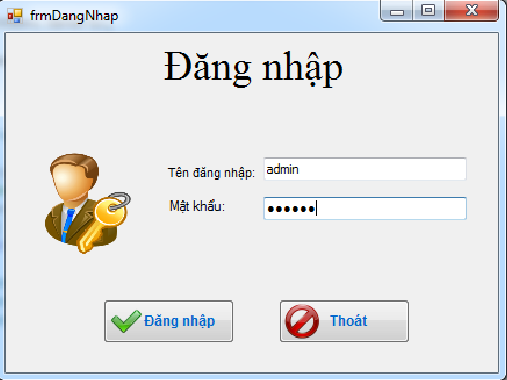 frmDangNhap
Đăng nhập
Tên đăng nhập: admin
Mật khẩu: ●●●●●●
Đăng nhập Thoát